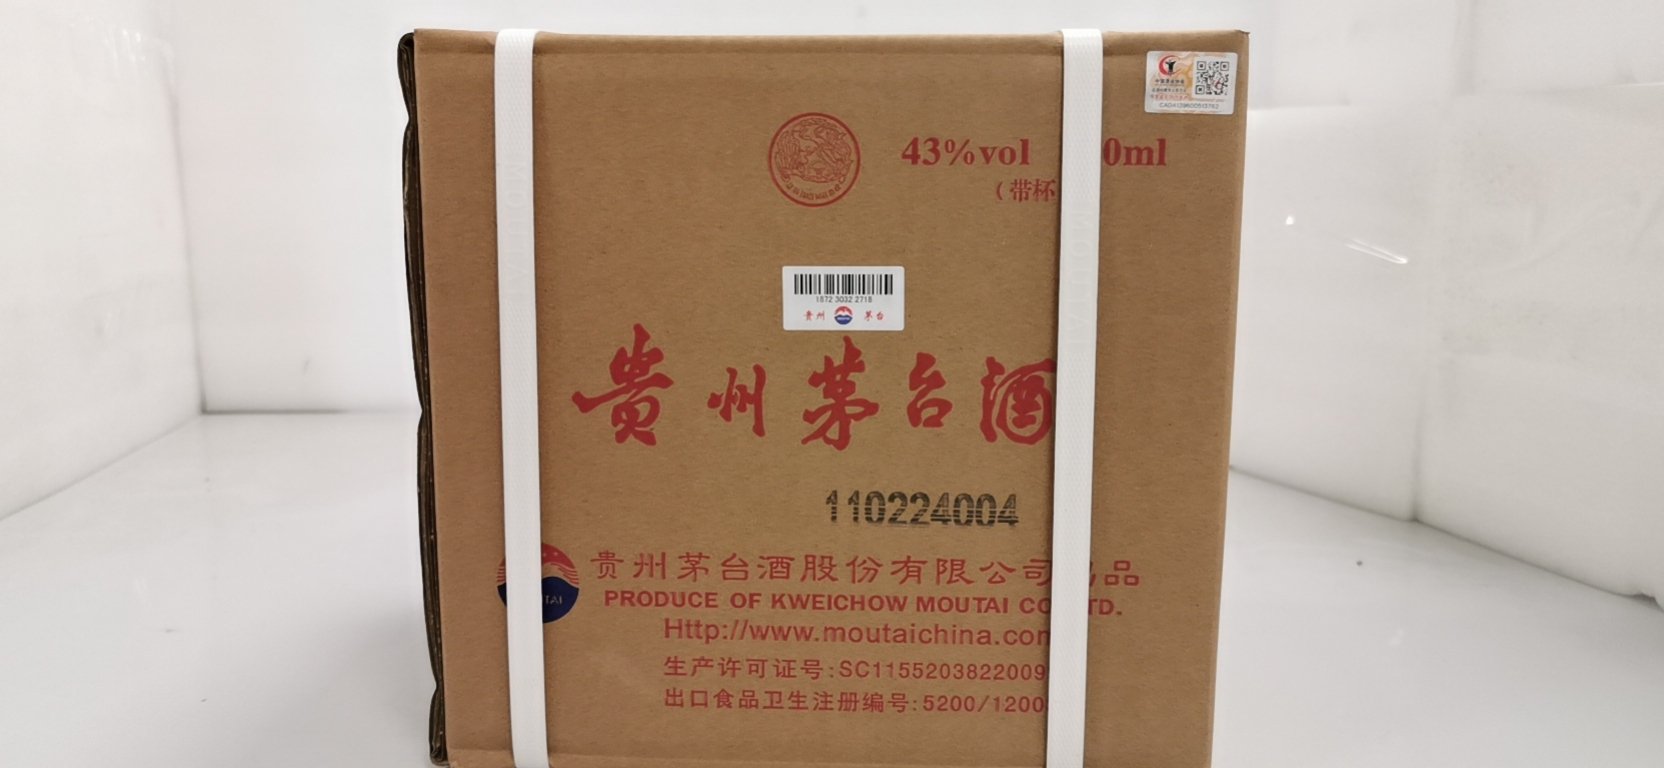 43%vol 0ml
(带杯
1872 3032 2718
贵州 茅台
贵州茅台酒
110224004
贵州茅台酒股份有限公司 品
PRODUCE OF KWEICHOW MOUTAI CO TD.
Http://www.moutaichina.com
生产许可证号:SC1155203822009
出口食品卫生注册编号:5200/1200
TAI
MOUTAI